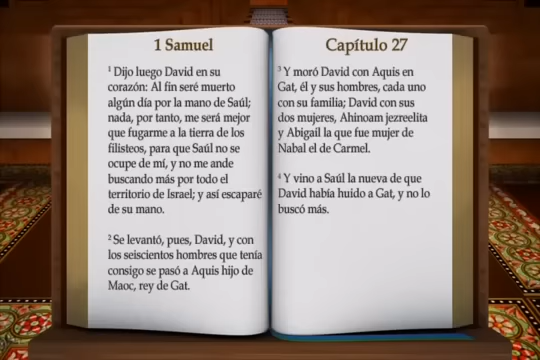 1 Samuel
¹ Dijo luego David en su
corazón: Al fin seré muerto
algún día por la mano de Saúl;
nada, por tanto, me será mejor
que fugarme a la tierra de los
filisteos, para que Saúl no se
ocupe de mí, y no me ande
buscando más por todo el
territorio de Israel; y así escaparé
de su mano.
² Se levantó, pues, David, y con
los seiscientos hombres que tenía
consigo se pasó a Aquis hijo de
Maoc, rey de Gat.
Capítulo 27
³ Y moró David con Aquis en
Gat, él y sus hombres, cada uno
con su familia; David con sus
dos mujeres, Ahinoam jezreelita
y Abigail la que fue mujer de
Nabal el de Carmel.
⁴ Y vino a Saúl la nueva de que
David había huido a Gat, y no lo
buscó más.